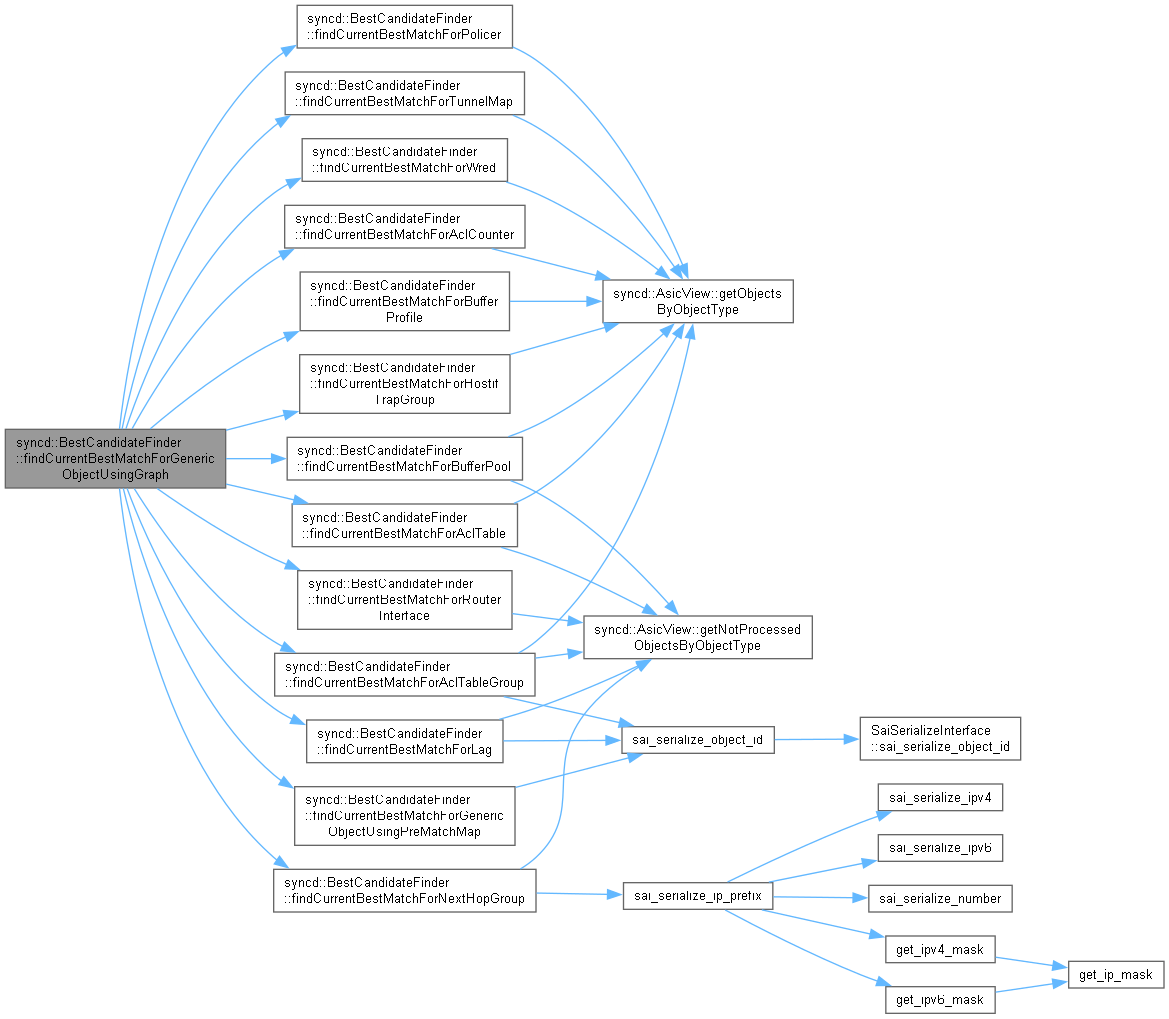 syncd::BestCandidateFinder
::findCurrentBestMatchForPolicer
syncd::BestCandidateFinder
::findCurrentBestMatchForTunnelMap
syncd::BestCandidateFinder
::findCurrentBestMatchForWred
syncd::BestCandidateFinder
::findCurrentBestMatchForAclCounter
syncd::BestCandidateFinder
::findCurrentBestMatchForBuffer
Profile
syncd::BestCandidateFinder
::findCurrentBestMatchForHostif
TrapGroup
syncd::BestCandidateFinder
::findCurrentBestMatchForGeneric
ObjectUsingGraph
syncd::BestCandidateFinder
::findCurrentBestMatchForBufferPool
syncd::BestCandidateFinder
::findCurrentBestMatchForAclTable
syncd::BestCandidateFinder
::findCurrentBestMatchForRouter
Interface
syncd::BestCandidateFinder
::findCurrentBestMatchForAclTableGroup
syncd::BestCandidateFinder
::findCurrentBestMatchForLag
syncd::BestCandidateFinder
::findCurrentBestMatchForGeneric
ObjectUsingPreMatchMap
syncd::BestCandidateFinder
::findCurrentBestMatchForNextHopGroup
syncd::AsicView::getObjects
ByObjectType
syncd::AsicView::getNotProcessed
ObjectsByObjectType
sai_serialize_object_id
SaiSerializeInterface
::sai_serialize_object_id
sai_serialize_ip_prefix
sai_serialize_ipv4
sai_serialize_ipv6
sai_serialize_number
get_ipv4_mask
get_ipv6_mask
get_ip_mask